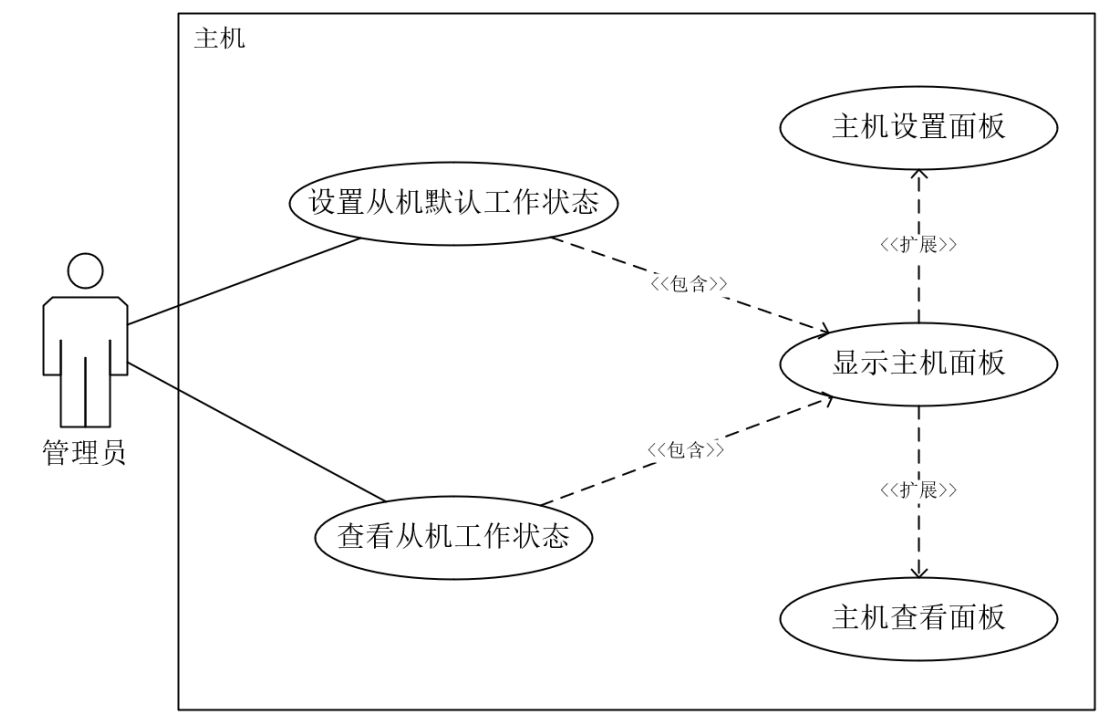 主机
主机设置面板
设置从机默认工作状态
<<扩展>>
<<包含>>
显示主机面板
管理员
<<包含>>
<<扩展>>
查看从机工作状态
主机查看面板